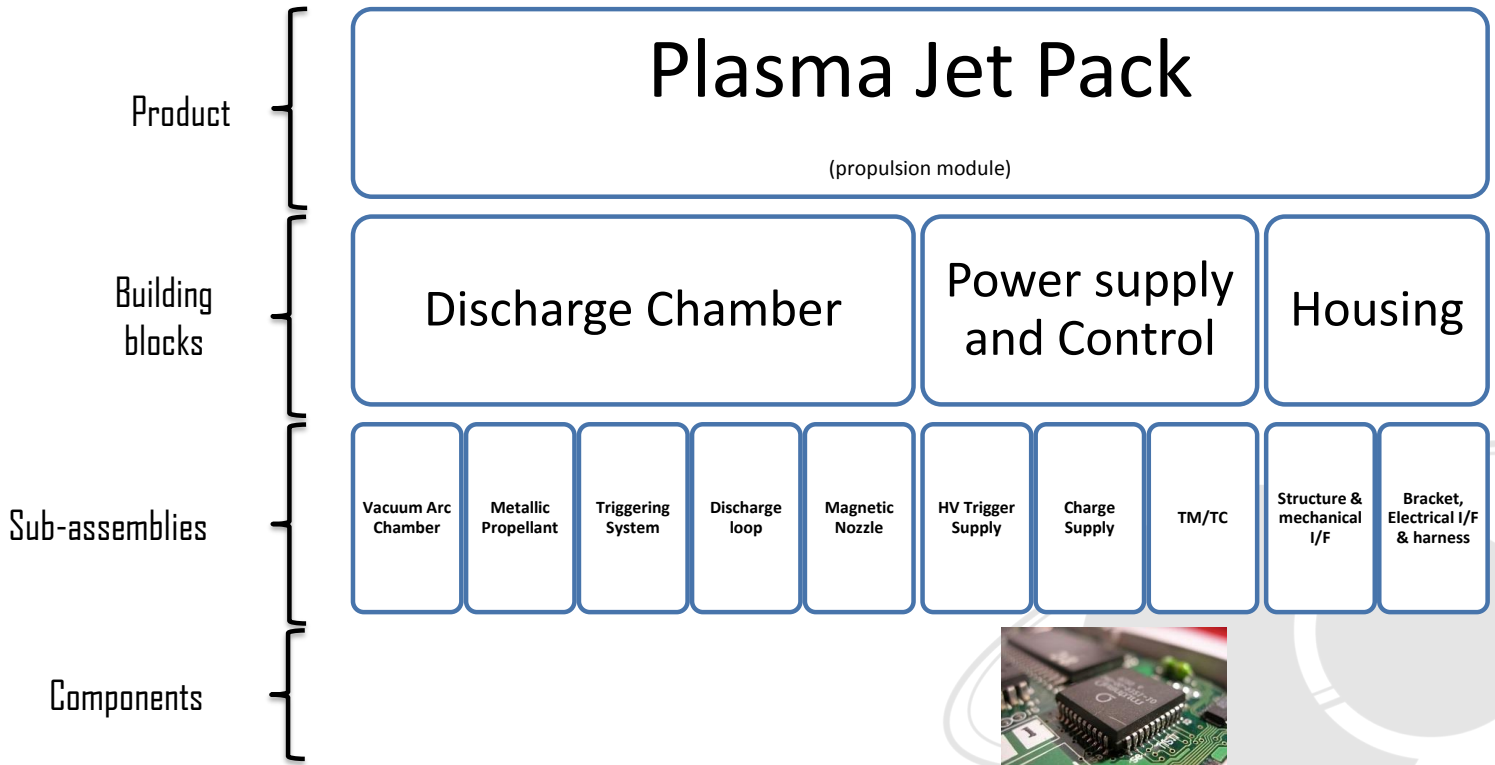 Product
Plasma Jet Pack
(propulsion module)
Building
blocks
Discharge Chamber
Power supply
and Control
Housing
Sub-assemblies
Vacuum Arc
Chamber
Metallic
Propellant
Triggering
System
Discharge
loop
Magnetic
Nozzle
HV Trigger
Supply
Charge
Supply
TM/TC
Structure &
mechanical
I/F
Bracket,
Electrical I/F
& harness
Components